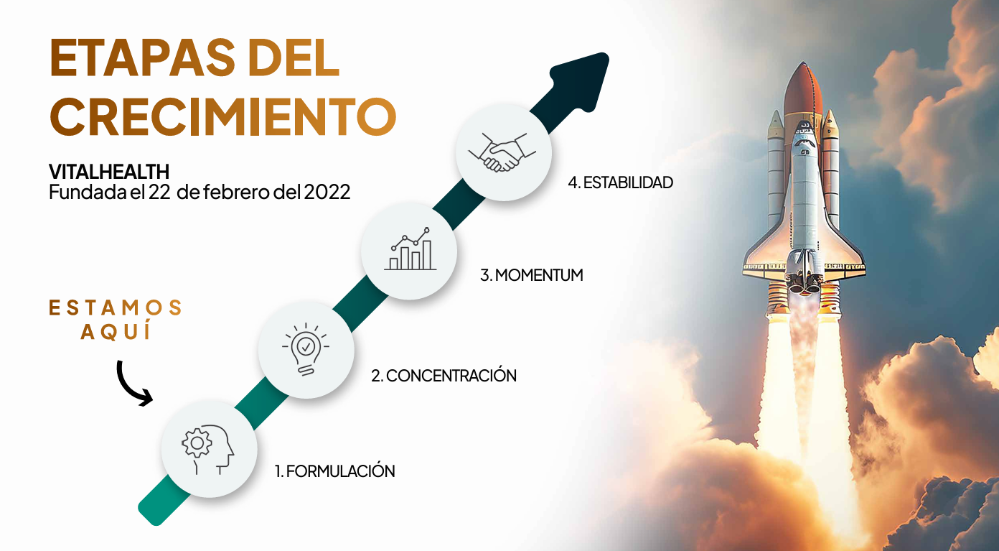 ETAPAS DEL
CRECIMIENTO
VITALHEALTH
Fundada el 22 de febrero del 2022
4. ESTABILIDAD
3. MOMENTUM
ESTAMOS
AQUÍ
2. CONCENTRACIÓN
1. FORMULACIÓN